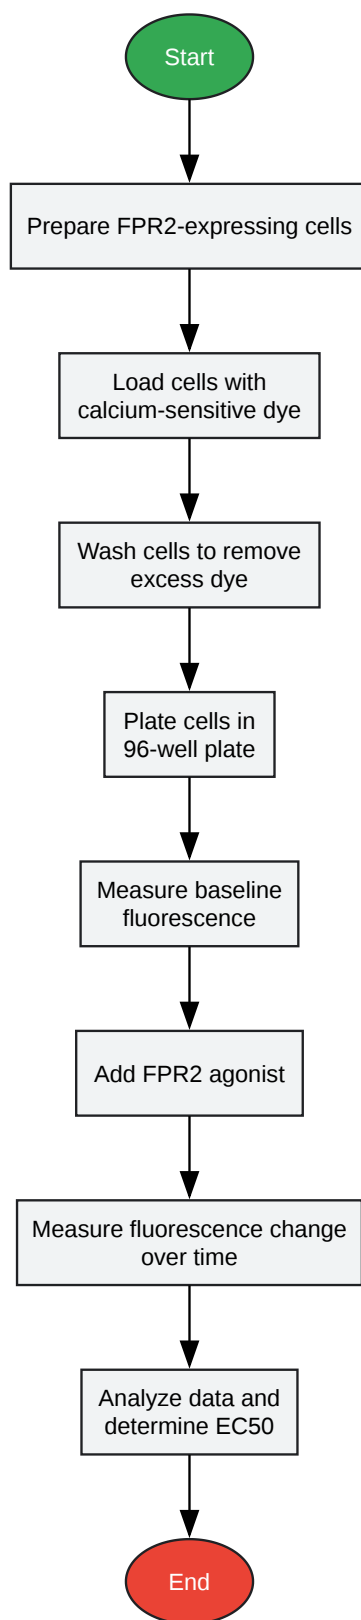 Start
Prepare FPR2-expressing cells
Load cells with
calcium-sensitive dye
Wash cells to remove
excess dye
Plate cells in
96-well plate
Measure baseline
fluorescence
Add FPR2 agonist
Measure fluorescence change
over time
Analyze data and
determine EC50
End